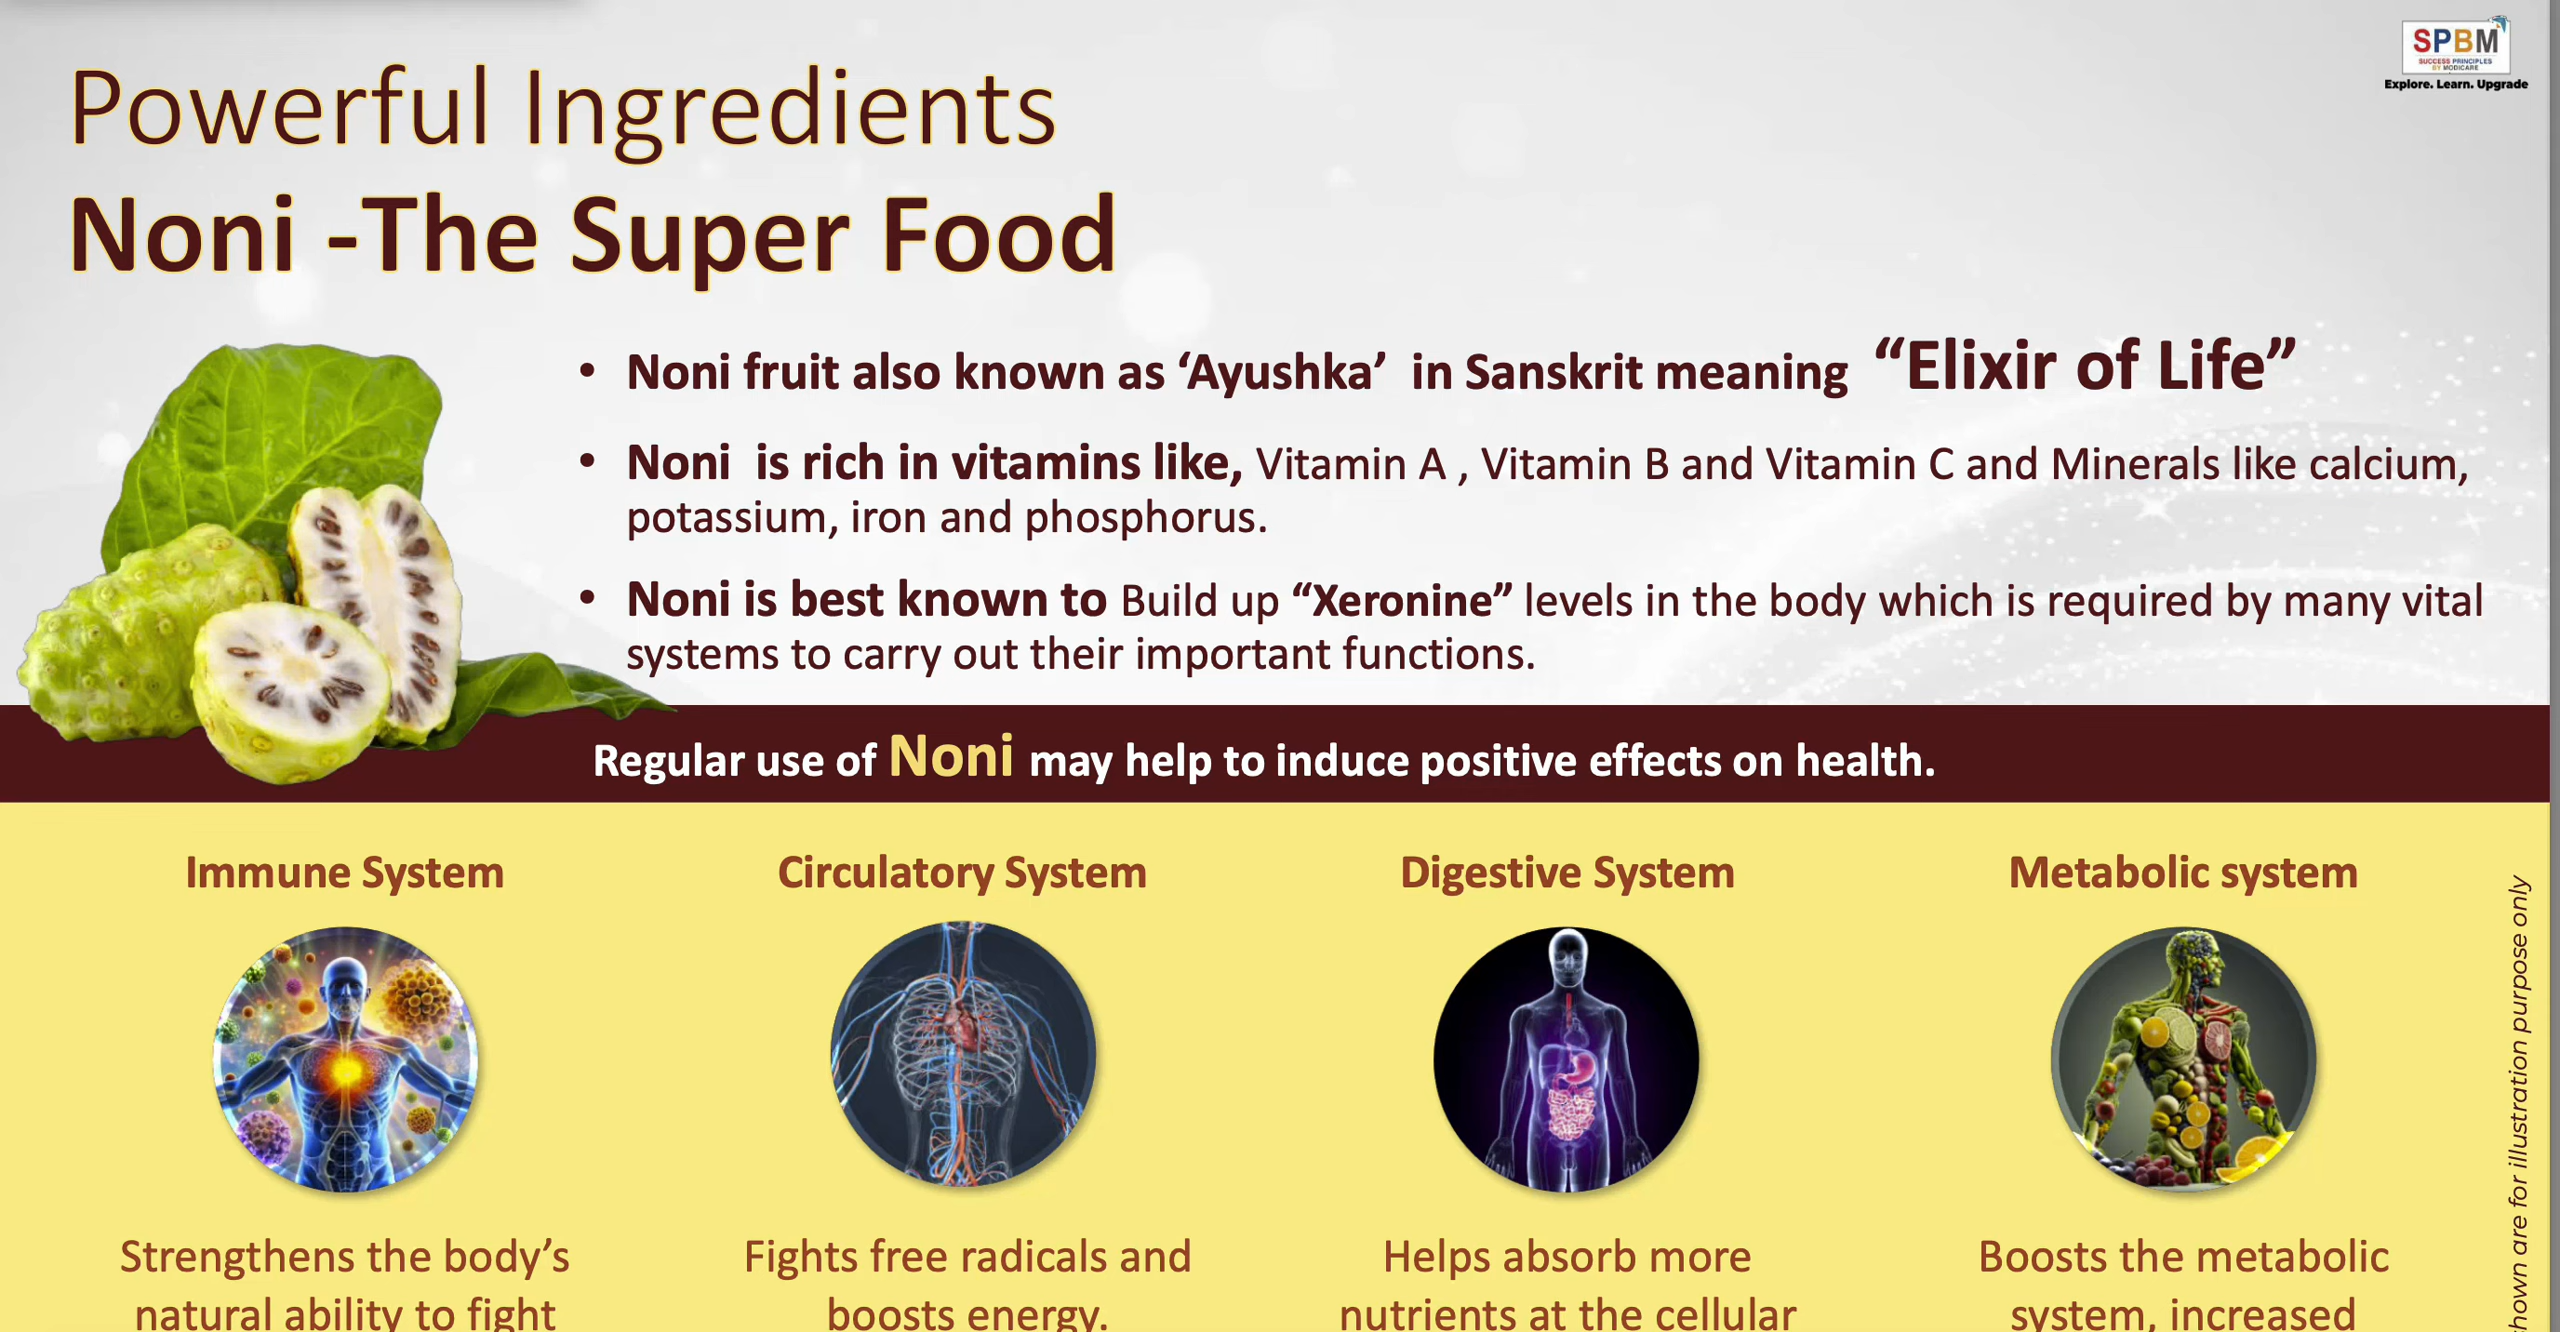 SPBM
SUCCESS PRINCIPLES
BY MODICARE
Explore. Learn. Upgrade
Powerful Ingredients
Noni -The Super Food
• Noni fruit also known as ‘Ayushka’ in Sanskrit meaning “Elixir of Life”
• Noni is rich in vitamins like, Vitamin A , Vitamin B and Vitamin C and Minerals like calcium,
potassium, iron and phosphorus.
• Noni is best known to Build up “Xeronine” levels in the body which is required by many vital
systems to carry out their important functions.
Regular use of Noni may help to induce positive effects on health.
Immune System
Strengthens the body’s
natural ability to fight
Circulatory System
Fights free radicals and
boosts energy.
Digestive System
Helps absorb more
nutrients at the cellular
Metabolic system
Boosts the metabolic
system, increased
are for illustration purpose only